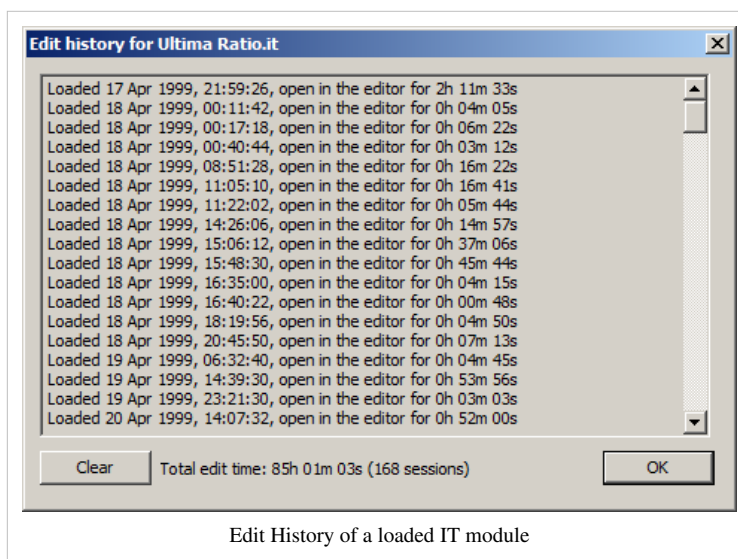 Edit history for Ultima Ratio.it
Loaded 17 Apr 1999, 21:59:26, open in the editor for 2h 11m 33s
Loaded 18 Apr 1999, 00:11:42, open in the editor for 0h 04m 05s
Loaded 18 Apr 1999, 00:17:18, open in the editor for 0h 06m 22s
Loaded 18 Apr 1999, 00:40:44, open in the editor for 0h 03m 12s
Loaded 18 Apr 1999, 08:51:28, open in the editor for 0h 16m 22s
Loaded 18 Apr 1999, 11:05:10, open in the editor for 0h 16m 41s
Loaded 18 Apr 1999, 11:22:02, open in the editor for 0h 05m 44s
Loaded 18 Apr 1999, 14:26:06, open in the editor for 0h 14m 57s
Loaded 18 Apr 1999, 15:06:12, open in the editor for 0h 37m 06s
Loaded 18 Apr 1999, 15:48:30, open in the editor for 0h 45m 44s
Loaded 18 Apr 1999, 16:35:00, open in the editor for 0h 04m 15s
Loaded 18 Apr 1999, 16:40:22, open in the editor for 0h 00m 48s
Loaded 18 Apr 1999, 18:19:56, open in the editor for 0h 04m 50s
Loaded 18 Apr 1999, 20:45:50, open in the editor for 0h 07m 13s
Loaded 19 Apr 1999, 06:32:40, open in the editor for 0h 04m 45s
Loaded 19 Apr 1999, 14:39:30, open in the editor for 0h 53m 56s
Loaded 19 Apr 1999, 23:21:30, open in the editor for 0h 03m 03s
Loaded 20 Apr 1999, 14:07:32, open in the editor for 0h 52m 00s
Clear Total edit time: 85h 01m 03s (168 sessions) OK
Edit History of a loaded IT module